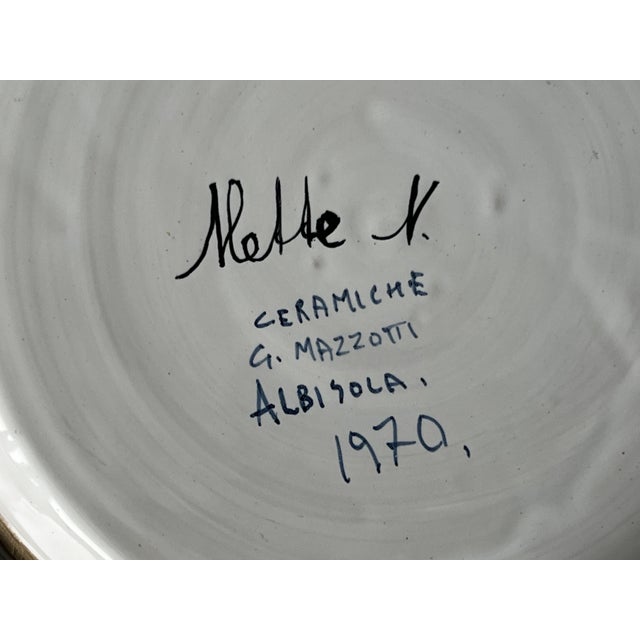 Mette N.
CERAMICHE
G. MAZZOTTI
ALBISOLA.
1970.